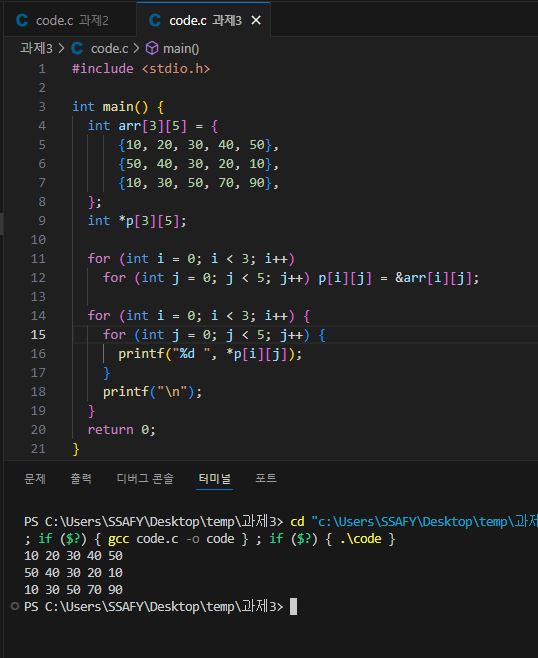 C code.c 과제2 C code.c 과제3 ×
과제3 > C code.c > main()
1 #include <stdio.h>
2
3 int main() {
4   int arr[3][5] = {
5       {10, 20, 30, 40, 50},
6       {50, 40, 30, 20, 10},
7       {10, 30, 50, 70, 90},
8   };
9   int *p[3][5];
10
11   for (int i = 0; i < 3; i++)
12     for (int j = 0; j < 5; j++) p[i][j] = &arr[i][j];
13
14   for (int i = 0; i < 3; i++) {
15     for (int j = 0; j < 5; j++) {
16       printf("%d ", *p[i][j]);
17     }
18     printf("\n");
19   }
20   return 0;
21 }
문제 출력 디버그 콘솔 터미널 포트
PS C:\Users\SSAFY\Desktop\temp\과제3> cd "c:\Users\SSAFY\Desktop\temp\과제
; if ($?) { gcc code.c -o code } ; if ($?) { .\code }
10 20 30 40 50
50 40 30 20 10
10 30 50 70 90
PS C:\Users\SSAFY\Desktop\temp\과제3>